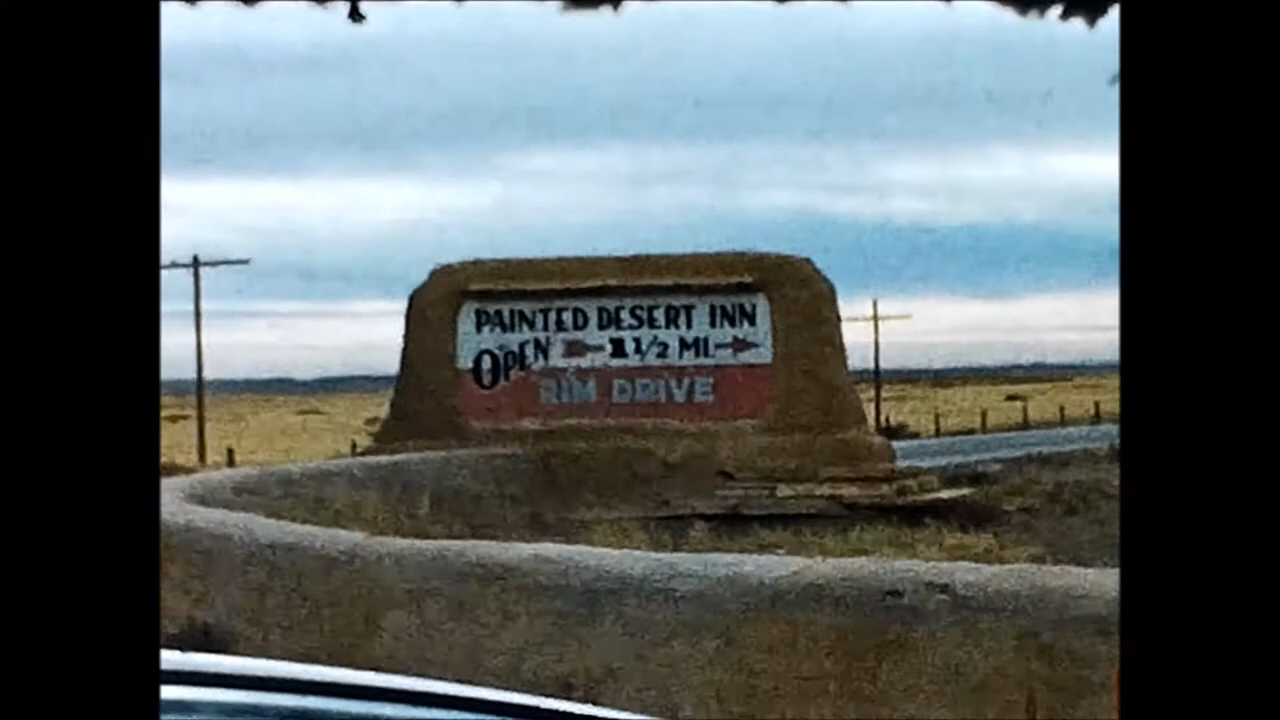 PAINTED DESERT INN
OPEN 1 1/2 MI.
RIM DRIVE